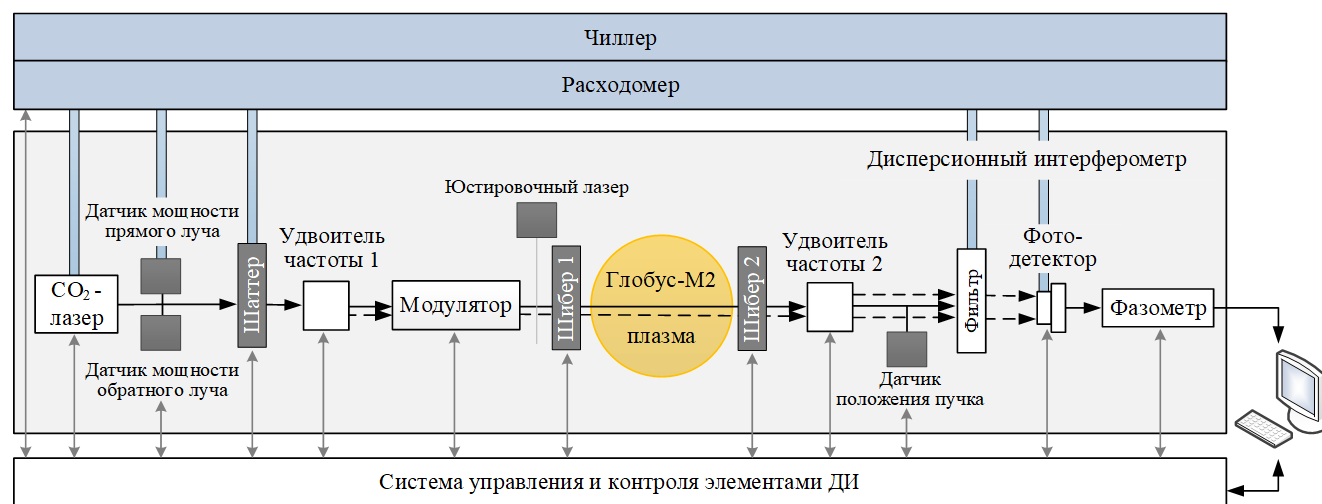 Чиллер
Расходомер
Дисперсионный интерферометр
Юстировочный лазер
Датчик мощности
прямого луча
Удвоитель
частоты 1
Удвоитель
частоты 2
Фото-
детектор
CO2 -
лазер
Шаттер
Модулятор
Шибер 1
Глобус-М2
плазма
Шибер 2
Фильтр
Фазометр
Датчик мощности
обратного луча
Датчик
положения пучка
Система управления и контроля элементами ДИ